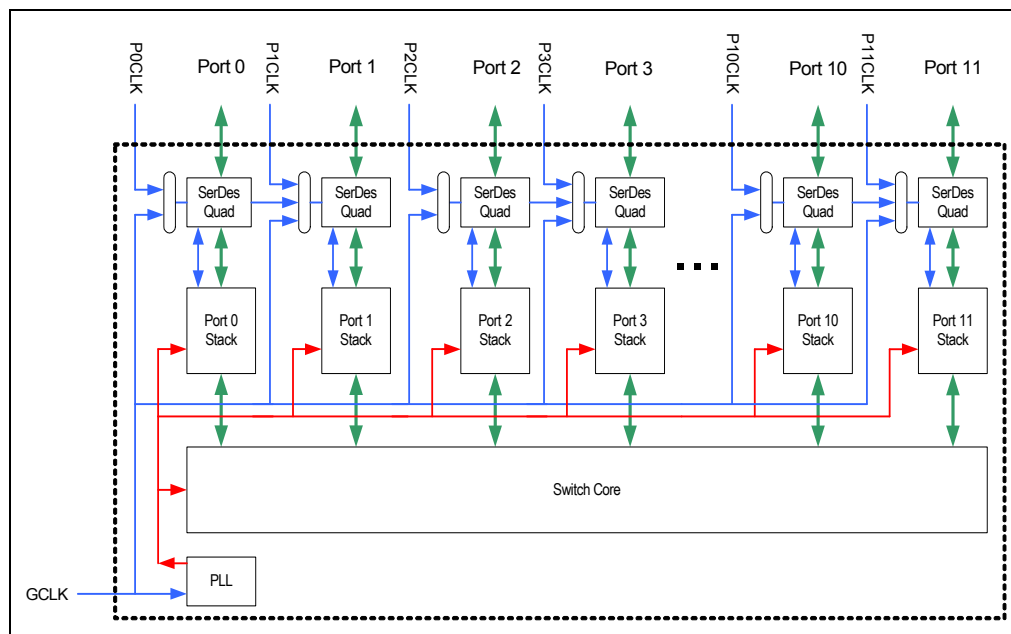 P0CLK
Port 0
P1CLK
Port 1
P2CLK
Port 2
P3CLK
Port 3
P10CLK
Port 10
P11CLK
Port 11
SerDes
Quad
SerDes
Quad
SerDes
Quad
SerDes
Quad
SerDes
Quad
SerDes
Quad
Port 0
Stack
Port 1
Stack
Port 2
Stack
Port 3
Stack
Port 10
Stack
Port 11
Stack
Switch Core
PLL
GCLK